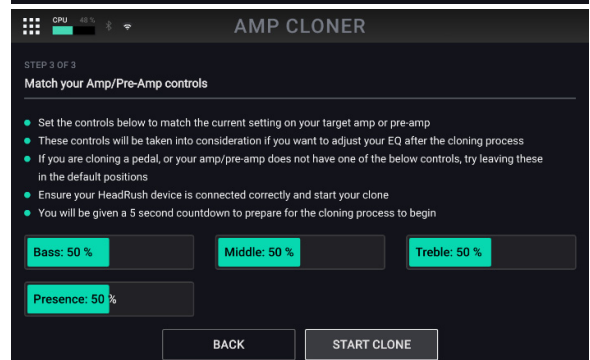 CPU 48 %
AMP CLONER
STEP 3 OF 3
Match your Amp/Pre-Amp controls
Set the controls below to match the current setting on your target amp or pre-amp
These controls will be taken into consideration if you want to adjust your EQ after the cloning process
If you are cloning a pedal, or your amp/pre-amp does not have one of the below controls, try leaving these
in the default positions
Ensure your HeadRush device is connected correctly and start your clone
You will be given a 5 second countdown to prepare for the cloning process to begin
Bass: 50 %
Middle: 50 %
Treble: 50 %
Presence: 50 %
BACK
START CLONE